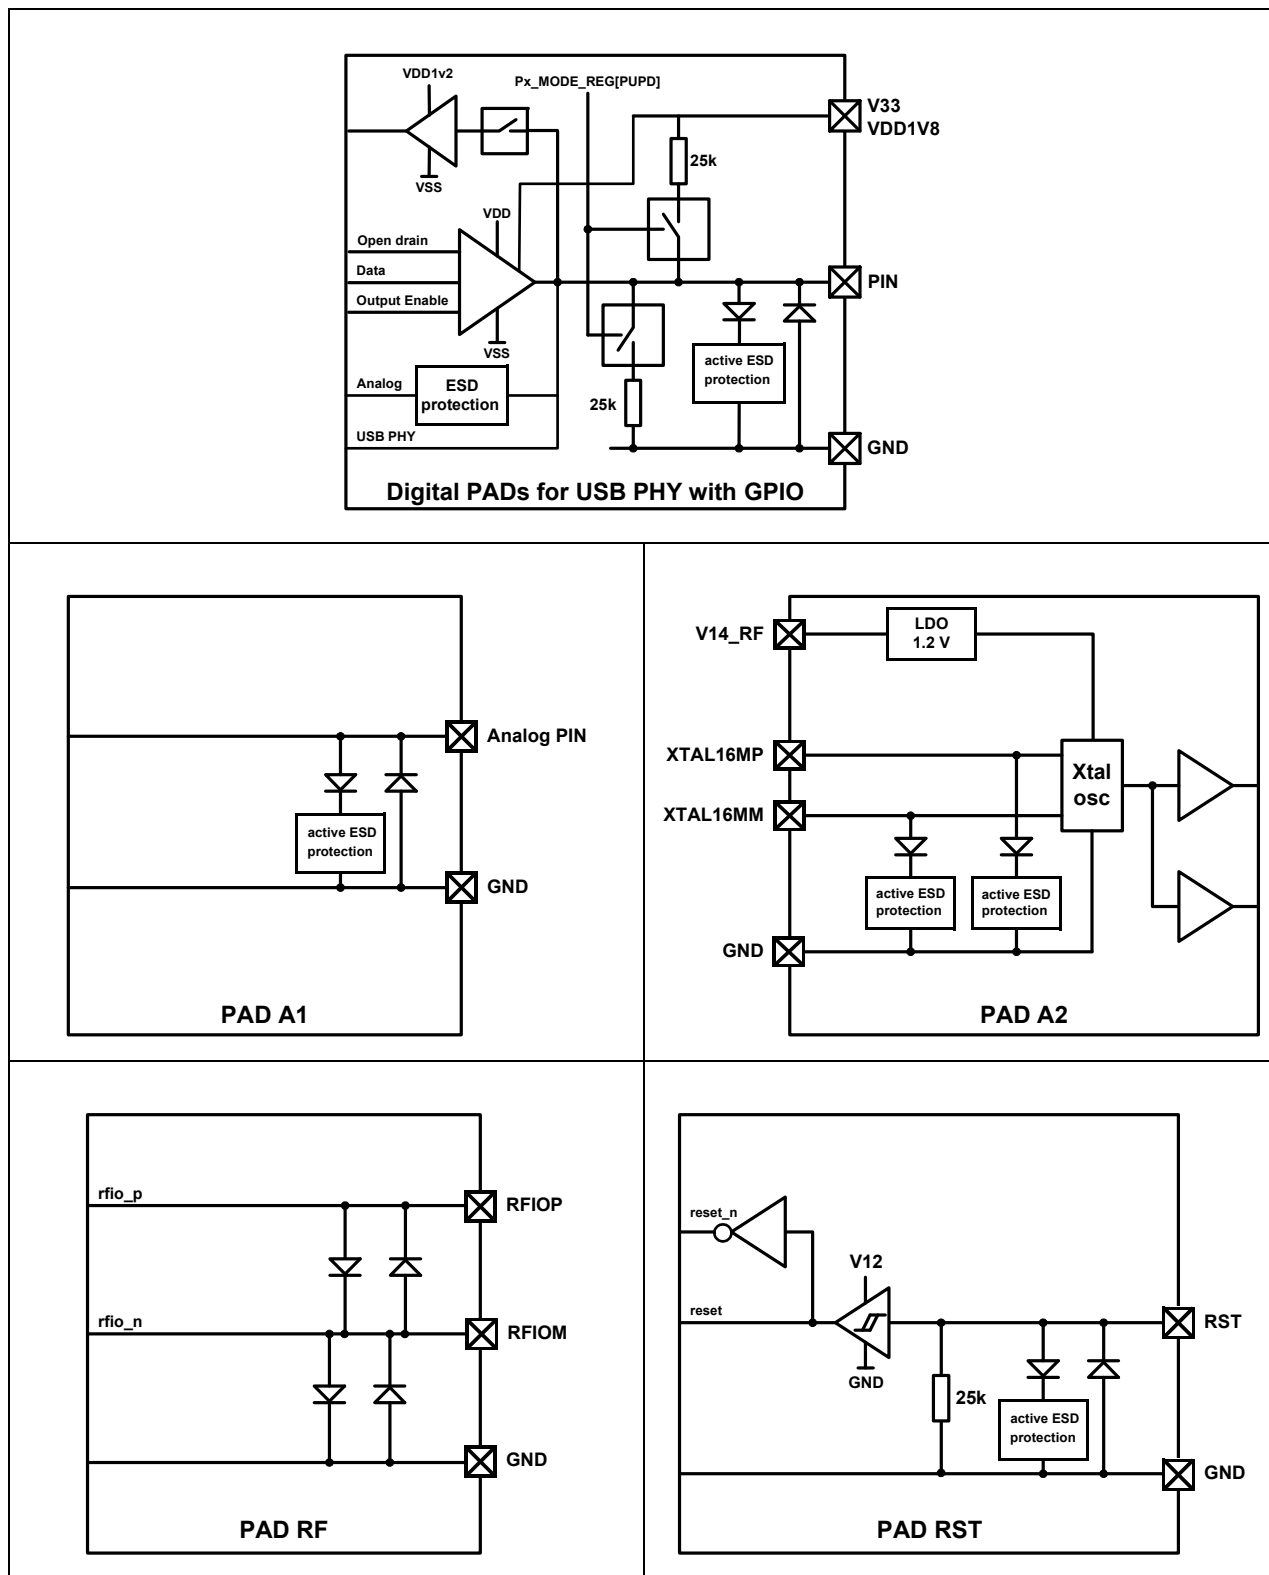 VDD1v2
Px_MODE_REG[PUPD]
V33
VDD1V8
25k
VSS
VDD
Open drain
Data
PIN
Output Enable
VSS
active ESD
protection
Analog
ESD
protection
25k
USB PHY
GND
Digital PADs for USB PHY with GPIO
Analog PIN
active ESD
protection
GND
PAD A1
V14_RF
LDO
1.2 V
XTAL16MP
Xtal
osc
XTAL16MM
active ESD
protection
active ESD
protection
GND
PAD A2
rfio_p
RFIOP
rfio_n
RFIOM
GND
PAD RF
reset_n
V12
reset
RST
GND
25k
active ESD
protection
GND
PAD RST